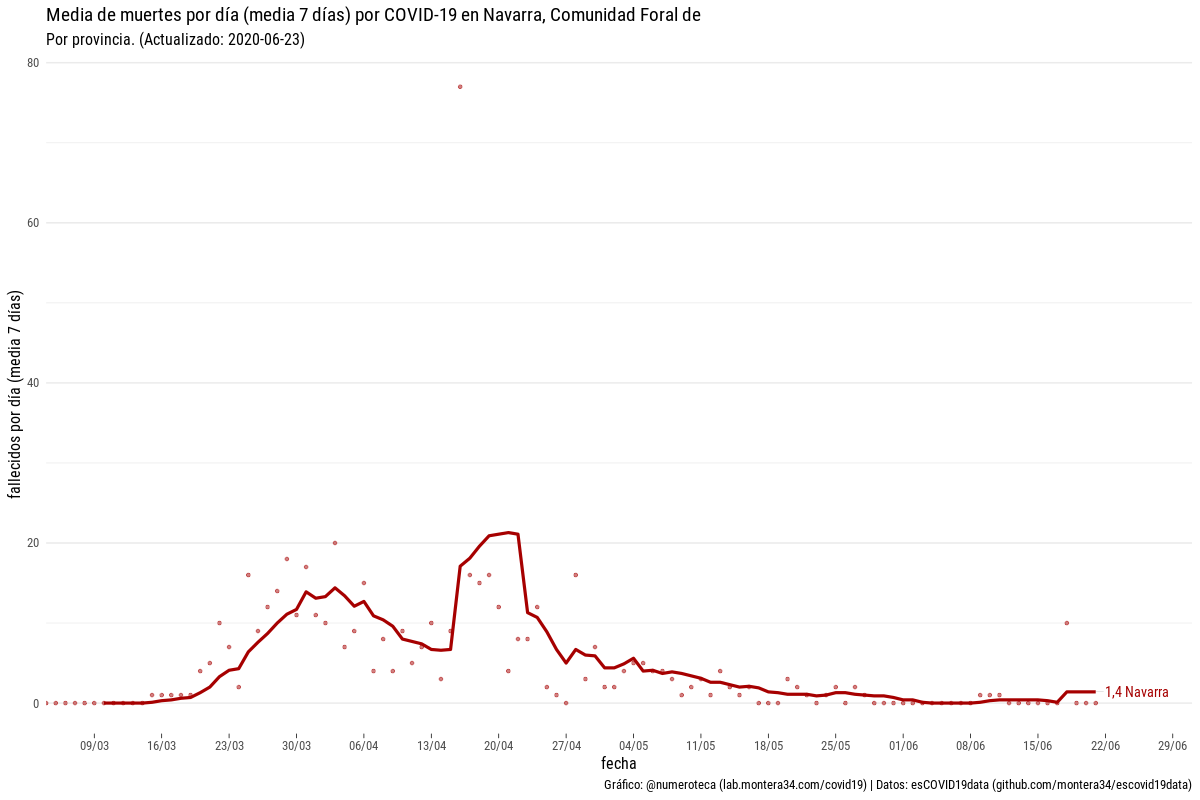 Media de muertes por día (media 7 días) por COVID-19 en Navarra, Comunidad Foral de
Por provincia. (Actualizado: 2020-06-23)
fallecidos por día (media 7 días)
80
60
40
20
0
1,4 Navarra
09/03 16/03 23/03 30/03 06/04 13/04 20/04 27/04 04/05 11/05 18/05 25/05 01/06 08/06 15/06 22/06 29/06
fecha
Gráfico: @numeroteca (lab.montera34.com/covid19) | Datos: esCOVID19data (github.com/montera34/escovid19data)